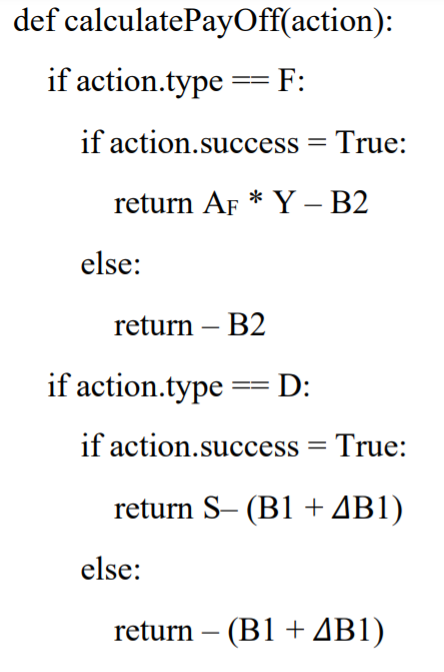 def calculatePayOff(action):
if action.type == F:
if action.success = True:
return AF * Y – B2
else:
return – B2
if action.type == D:
if action.success = True:
return S– (B1 + ΔB1)
else:
return – (B1 + ΔB1)